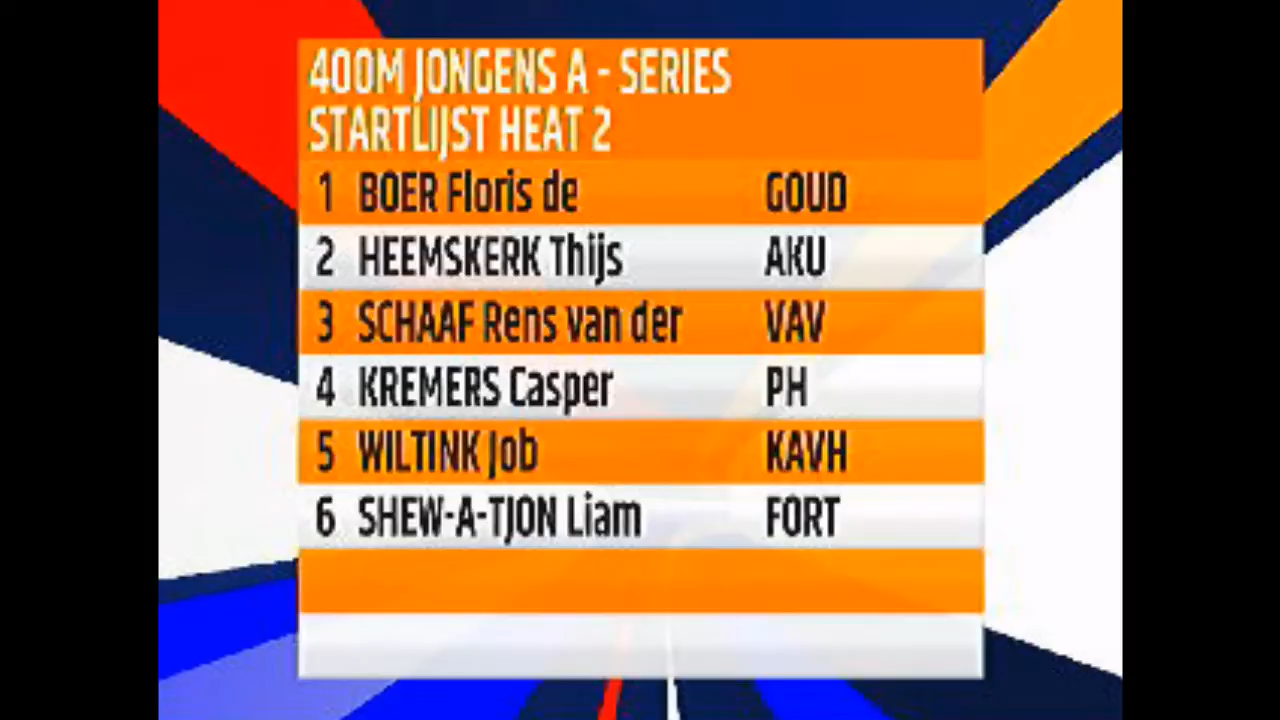 400M JONGENS A - SERIES
STARTLIJST HEAT 2
1 BOER Floris de GOUD
2 HEEMSKERK Thijs AKU
3 SCHAAF Rens van der VAV
4 KREMERS Casper PH
5 WILTINK Job KAVH
6 SHEW-A-TJON Liam FORT